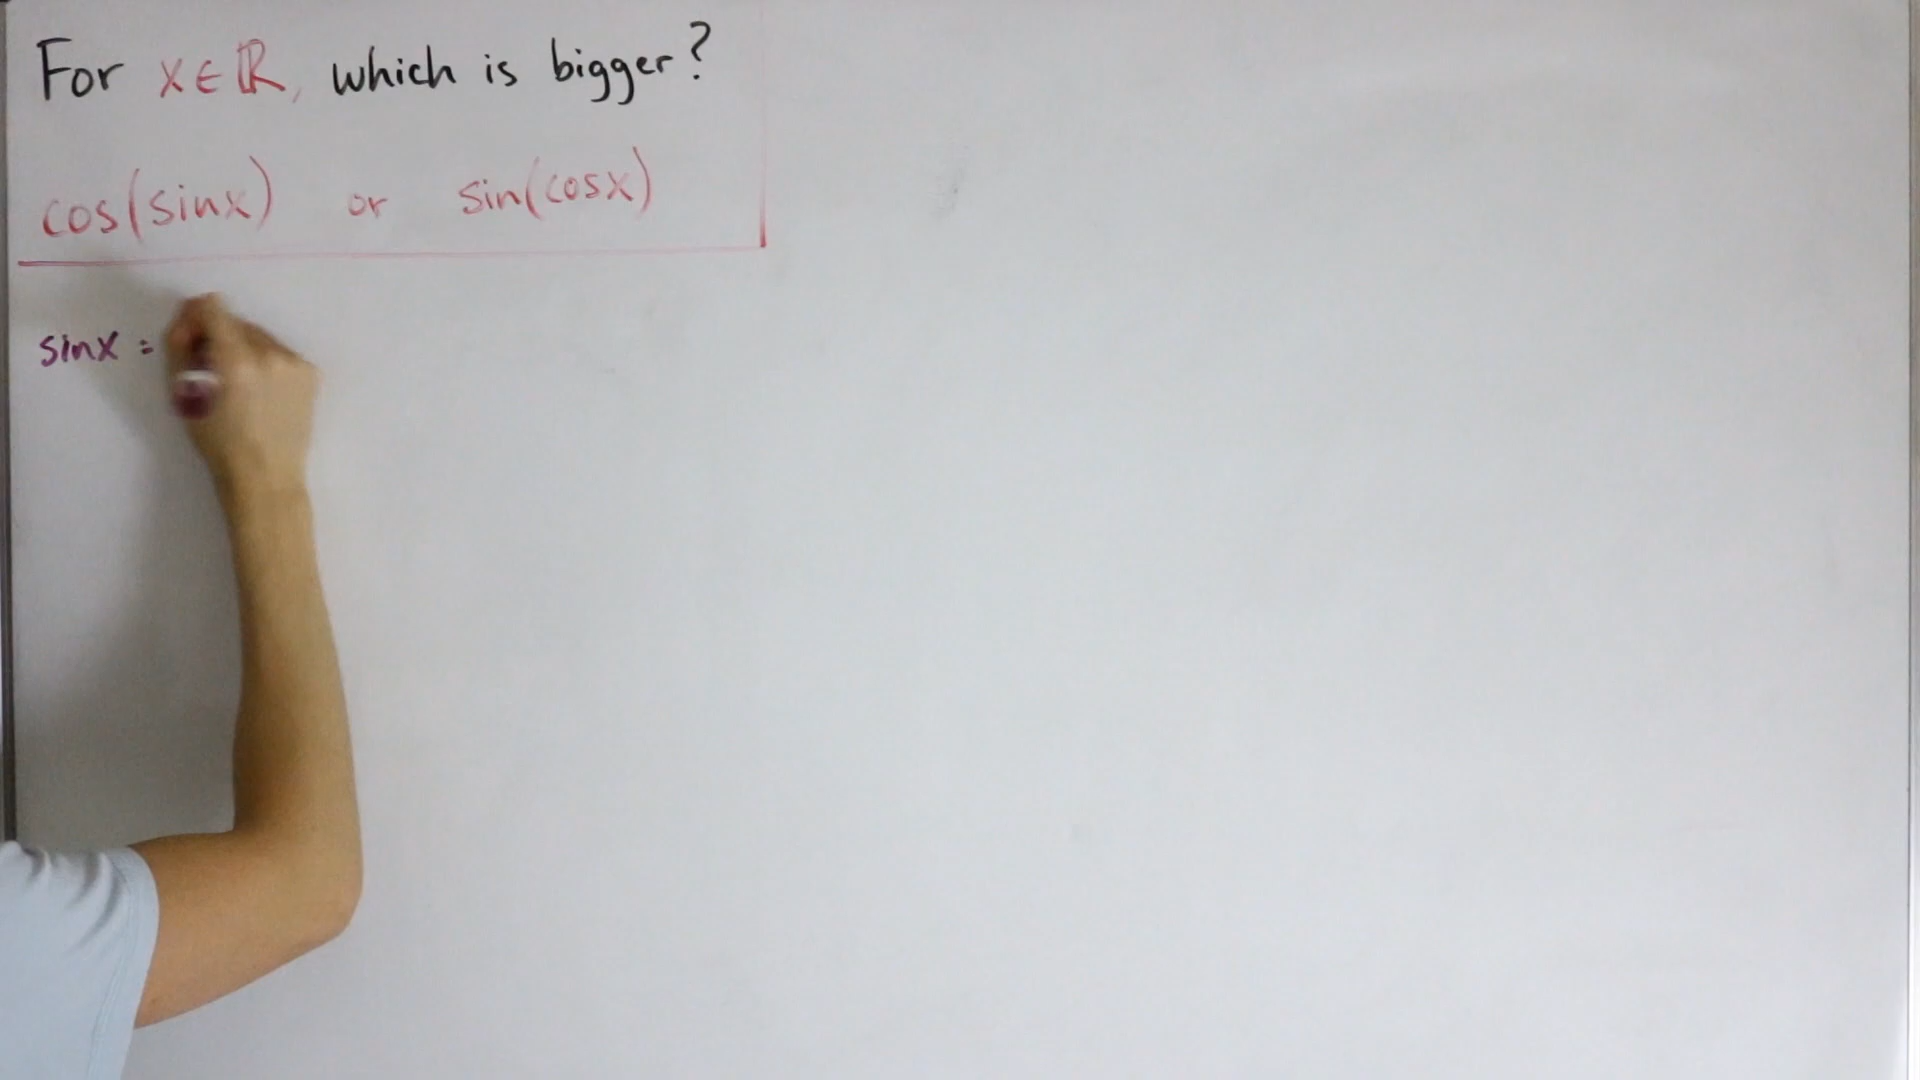 For x∈ℝ, which is bigger?
cos(sinx) or sin(cosx)
sinx =